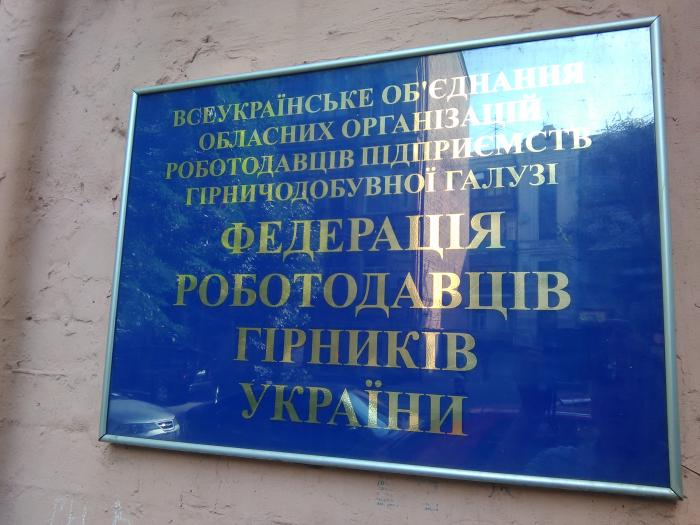 ВСЕУКРАЇНСЬКЕ ОБ'ЄДНАННЯ
ОБЛАСНИХ ОРГАНІЗАЦІЙ
РОБОТОДАВЦІВ ПІДПРИЄМСТВ
ГІРНИЧОДОБУВНОЇ ГАЛУЗІ
ФЕДЕРАЦІЯ
РОБОТОДАВЦІВ
ГІРНИКІВ
УКРАЇНИ